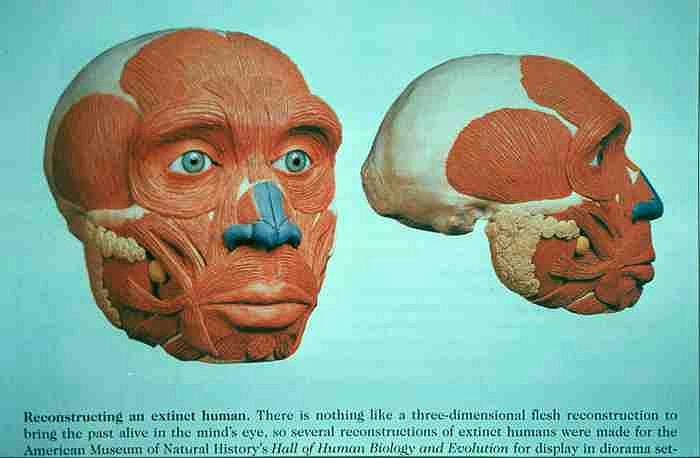 Reconstructing an extinct human. There is nothing like a three-dimensional flesh reconstruction to
bring the past alive in the mind's eye, so several reconstructions of extinct humans were made for the
American Museum of Natural History's Hall of Human Biology and Evolution for display in diorama set-